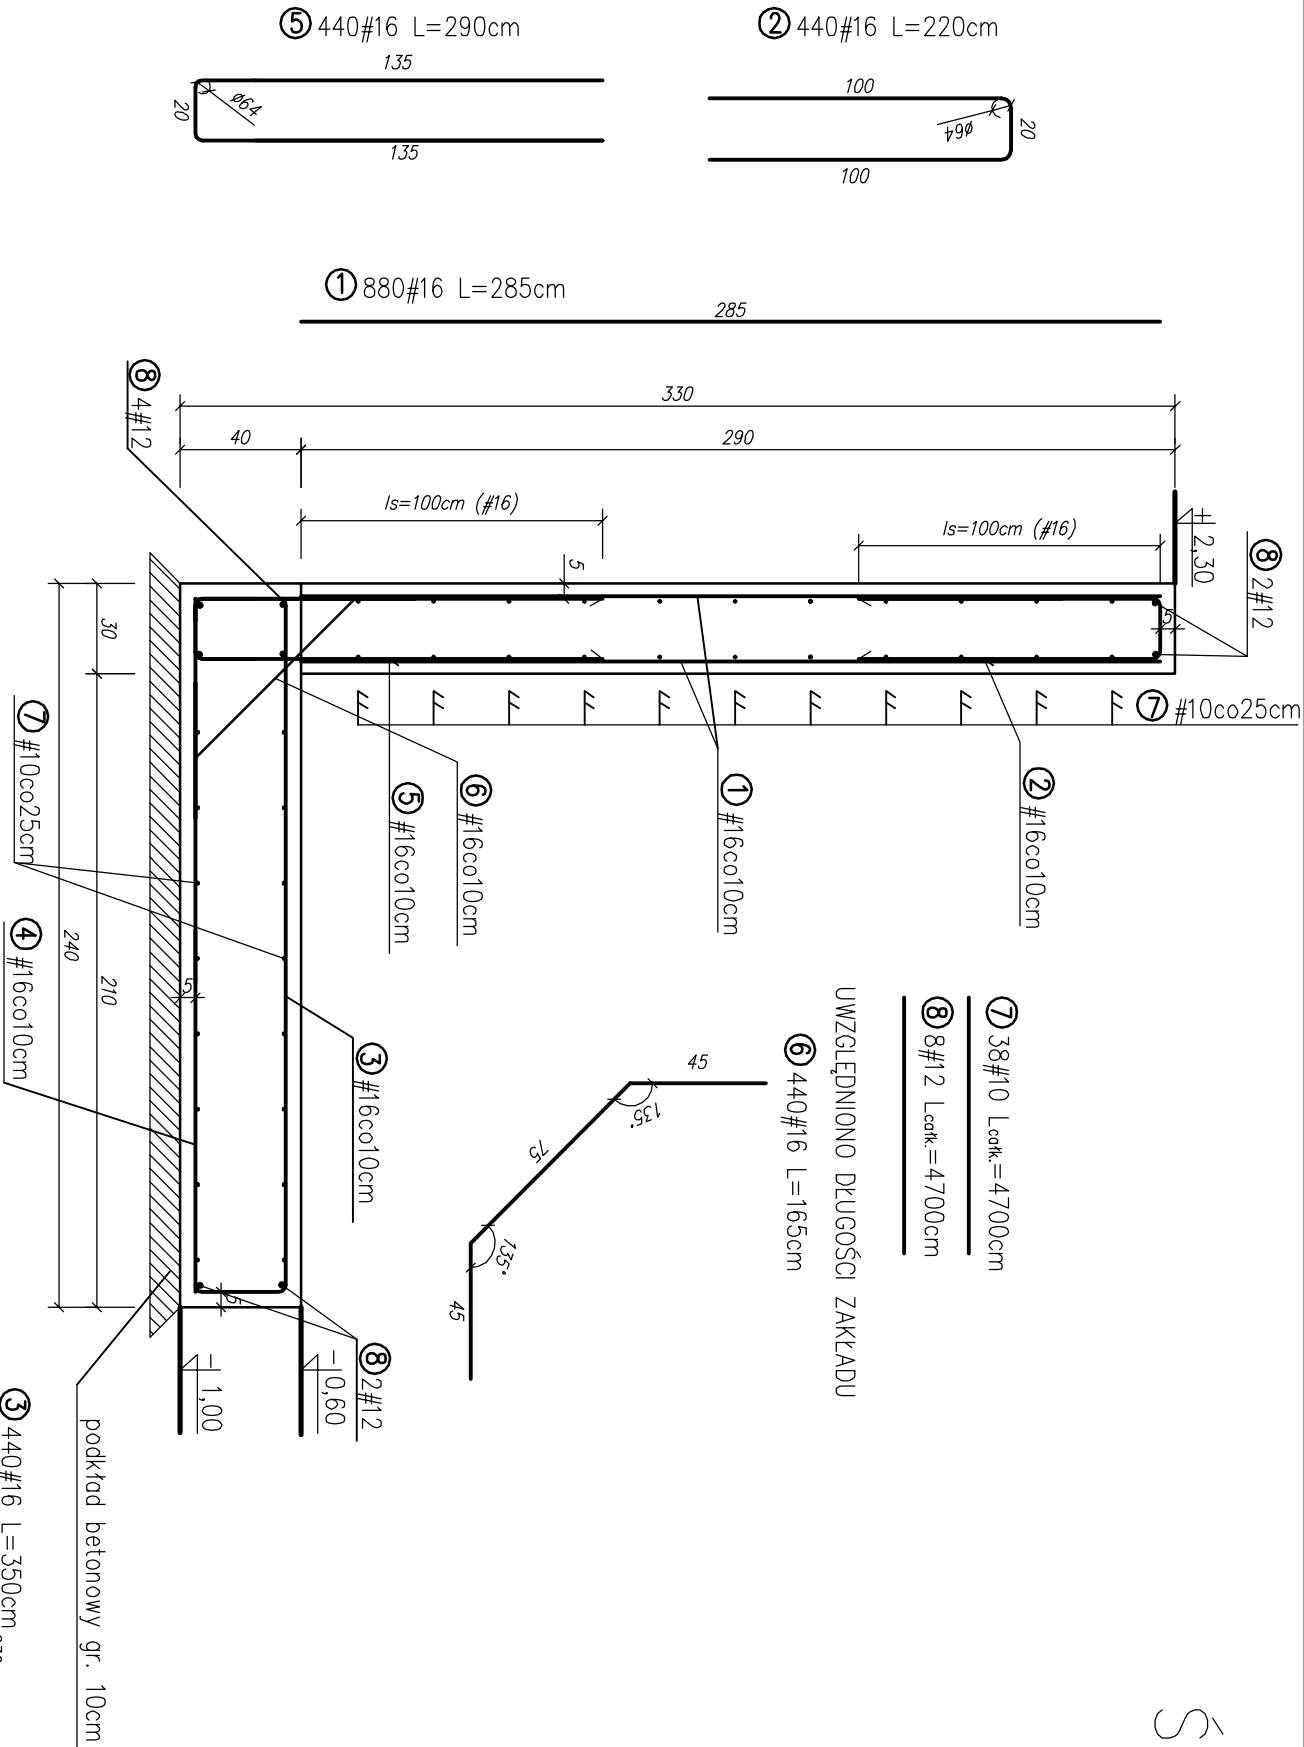 ⑤ 440#16 L=290cm
135
20
ø64
135
② 440#16 L=220cm
100
20
ø64
100
① 880#16 L=285cm
285
330
40
290
⑧ 4#12
ls=100cm (#16)
ls=100cm (#16)
+2,30
⑧ 2#12
5
5
30
⑦ #10co25cm
⑦ #10co25cm
② #16co10cm
① #16co10cm
⑥ #16co10cm
⑤ #16co10cm
④ #16co10cm
240
210
5
③ #16co10cm
5
⑧ 2#12
-0,60
-1,00
⑦ 38#10 Lcałk.=4700cm
⑧ 8#12 Lcałk.=4700cm
UWZGLĘDNIONO DŁUGOŚCI ZAKŁADU
⑥ 440#16 L=165cm
45
135°
75
135°
45
podkład betonowy gr. 10cm
③ 440#16 L=350cm
Ś